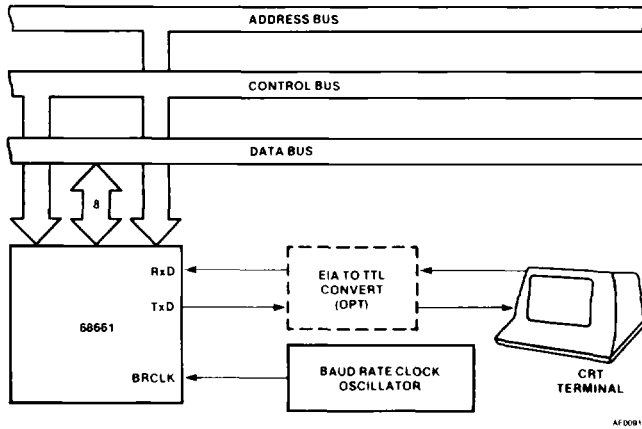 ADDRESS BUS
CONTROL BUS
DATA BUS
8
RxD
TxD
68661
BRCLK
EIA TO TTL
CONVERT
(OPT)
BAUD RATE CLOCK
OSCILLATOR
CRT
TERMINAL